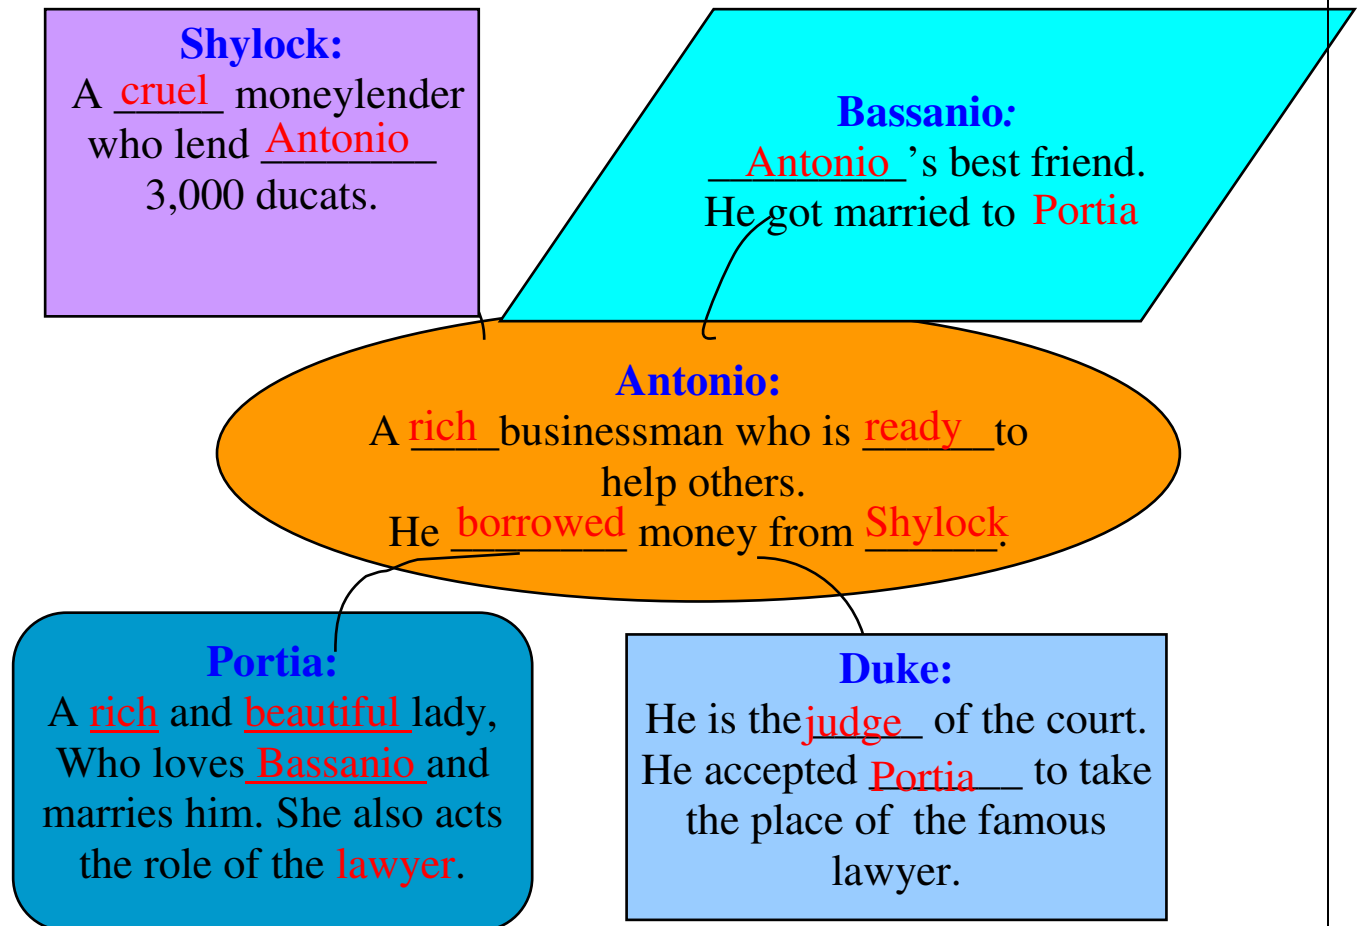 Shylock:
A cruel moneylender
who lend Antonio
3,000 ducats.
Bassanio:
Antonio 's best friend.
He got married to Portia
Antonio:
A rich businessman who is ready to
help others.
He borrowed money from Shylock.
Portia:
A rich and beautiful lady,
Who loves Bassanio and
marries him. She also acts
the role of the lawyer.
Duke:
He is the judge of the court.
He accepted Portia to take
the place of the famous
lawyer.